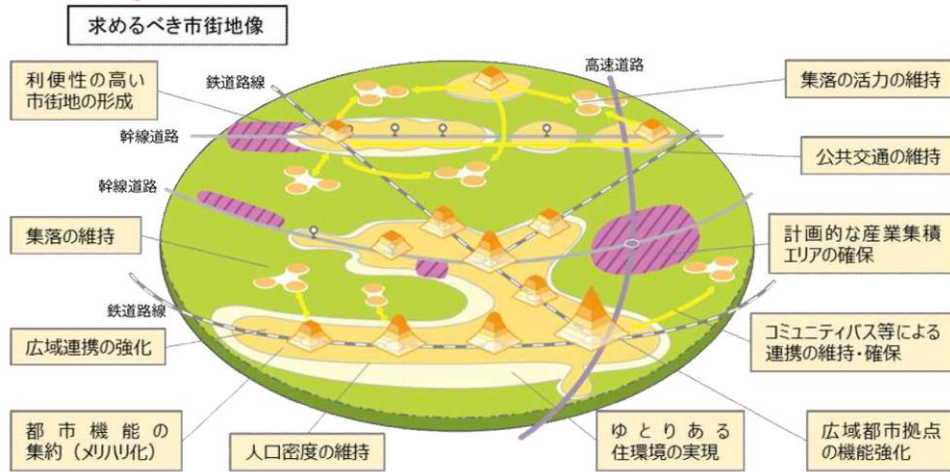 求めるべき市街地像
利便性の高い
市街地の形成
鉄道路線
高速道路
集落の活力の維持
幹線道路
公共交通の維持
幹線道路
集落の維持
計画的な産業集積
エリアの確保
鉄道路線
広域連携の強化
コミュニティバス等による
連携の維持・確保
都市機能の
集約（メリハリ化）
人口密度の維持
ゆとりある
住環境の実現
広域都市拠点
の機能強化